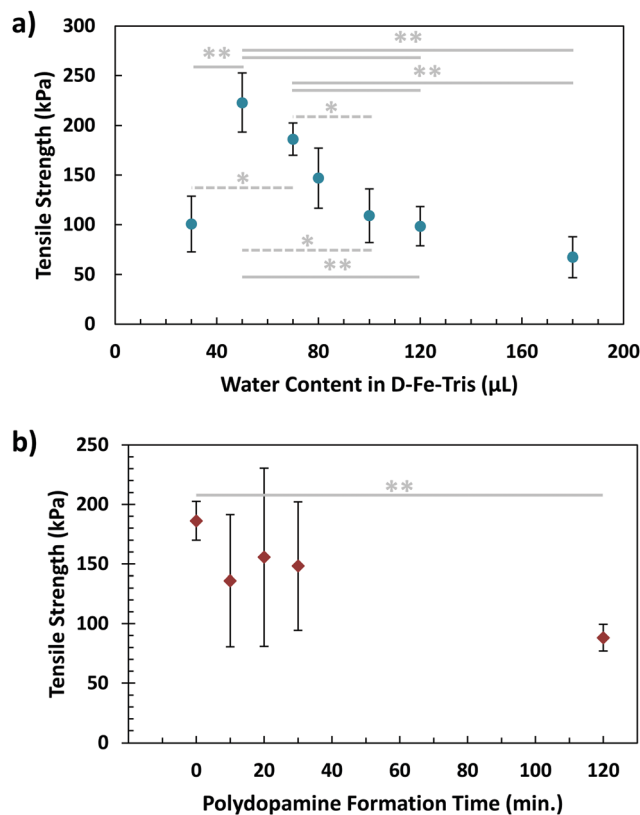 a)
300
250
200
150
100
50
0
Tensile Strength (kPa)
**
**
**
*
*
*
**
0 40 80 120 160 200
Water Content in D-Fe-Tris (µL)
b)
250
200
150
100
50
0
Tensile Strength (kPa)
**
0 20 40 60 80 100 120
Polydopamine Formation Time (min.)